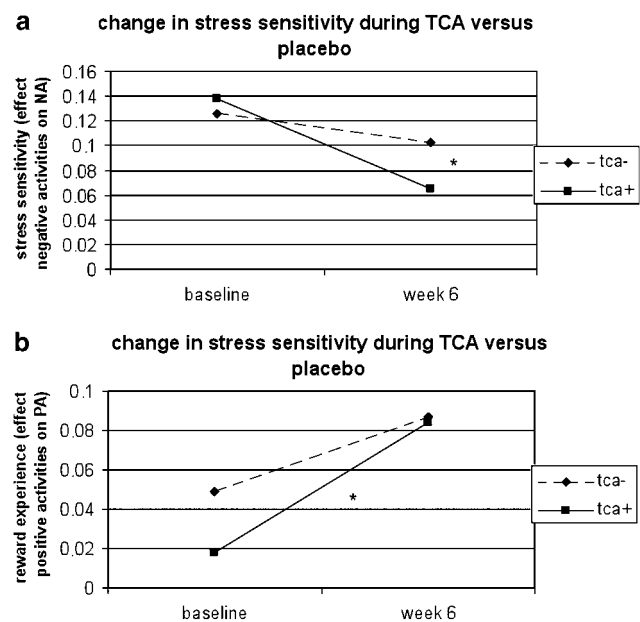 a
change in stress sensitivity during TCA versus
placebo
stress sensitivity (effect
negative activities on NA)
0.16
0.14
0.12
0.1
0.08
0.06
0.04
0.02
0
*
tca-
tca+
baseline
week 6
b
change in stress sensitivity during TCA versus
placebo
reward experience (effect
positive activities on PA)
0.1
0.08
0.06
0.04
0.02
0
*
tca-
tca+
baseline
week 6